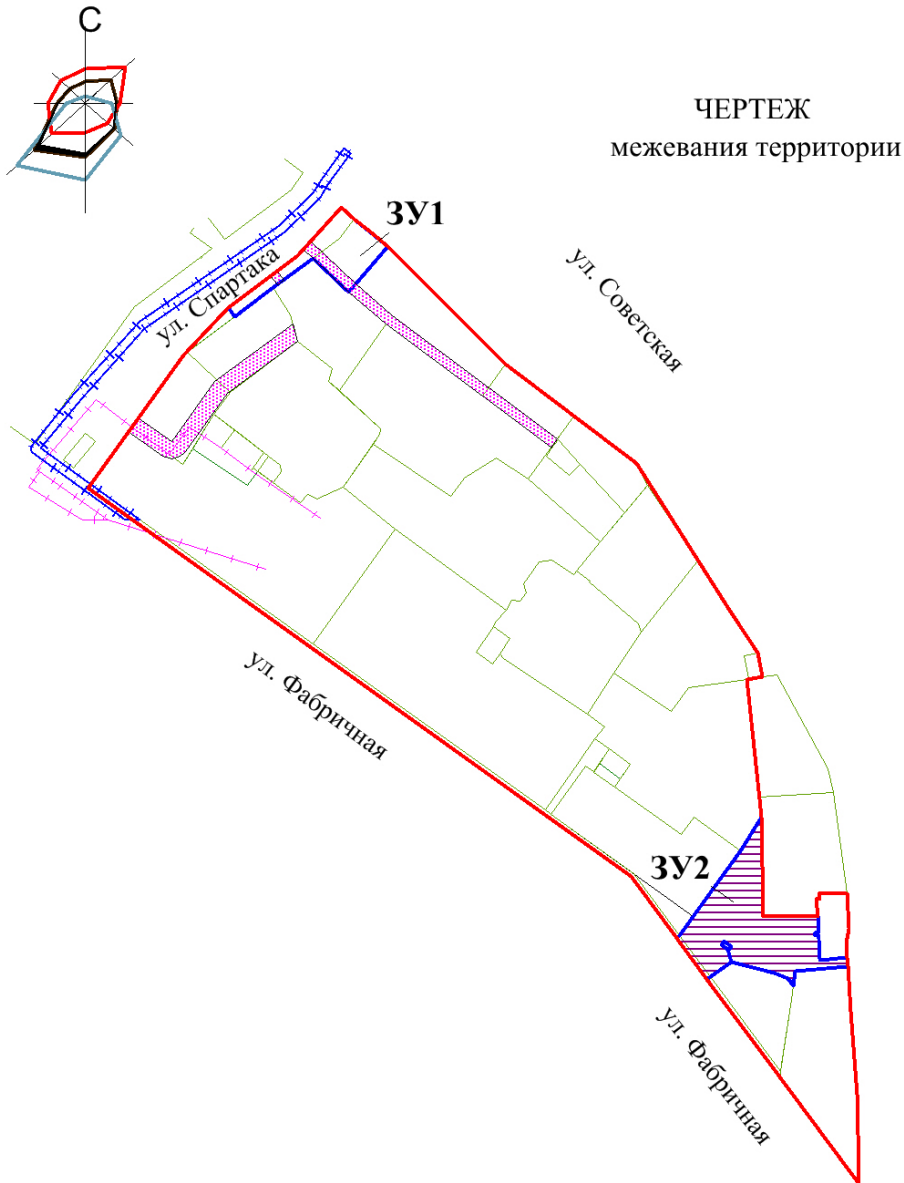 С
ЧЕРТЕЖ
межевания территории
ЗУ1
ул. Советская
ул. Спартака
ул. Фабричная
ЗУ2
ул. Фабричная